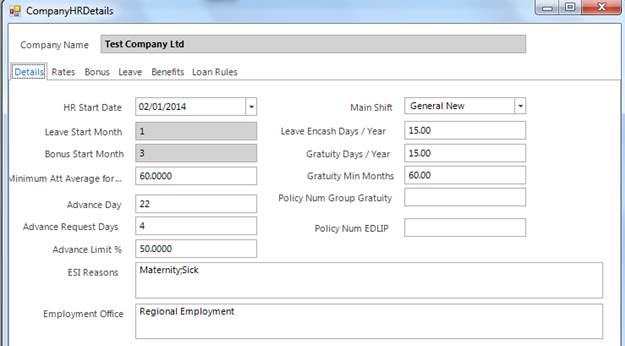 CompanyHRDetails
Company Name Test Company Ltd
Details Rates Bonus Leave Benefits Loan Rules
HR Start Date 02/01/2014 Main Shift General New
Leave Start Month 1 Leave Encash Days / Year 15.00
Bonus Start Month 3 Gratuity Days / Year 15.00
Minimum Att Average for... 60.0000 Gratuity Min Months 60.00
Advance Day 22 Policy Num Group Gratuity
Advance Request Days 4 Policy Num EDLIP
Advance Limit % 50.0000
ESI Reasons Maternity;Sick
Employment Office Regional Employment